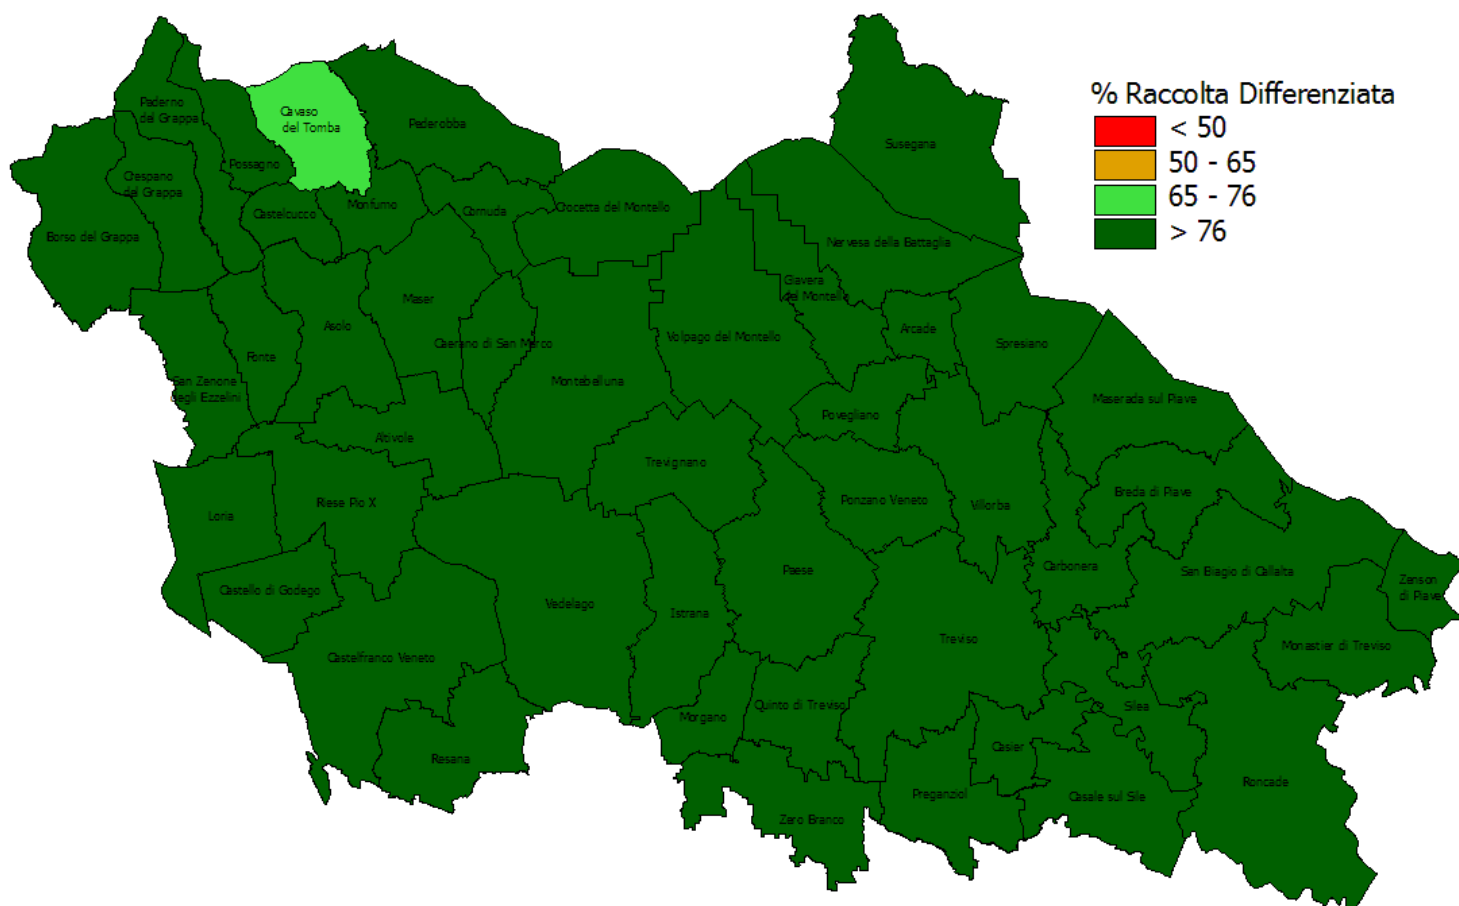 % Raccolta Differenziata
< 50
50 - 65
65 - 76
> 76
Paderno
del Grappa
Cavaso
del Tomba
Pederobba
Susegana
Possagno
Crespano
del Grappa
Castelcucco
Monfumo
Cornuda
Crocetta del Montello
Borso del Grappa
Nervesa della Battaglia
Giavera
del Montello
Maser
Asolo
Fonte
Caerano di San Marco
Volpago del Montello
Arcade
Spresiano
San Zenone
degli Ezzelini
Montebelluna
Maserada sul Piave
Povegliano
Altivole
Trevignano
Riese Pio X
Loria
Ponzano Veneto
Villorba
Breda di Piave
Castello di Godego
Vedelago
Istrana
Paese
Carbonera
San Biagio di Callalta
Zenson
di Piave
Treviso
Monastier di Treviso
Castelfranco Veneto
Morgano
Quinto di Treviso
Silea
Casier
Resana
Roncade
Preganziol
Casale sul Sile
Zero Branco